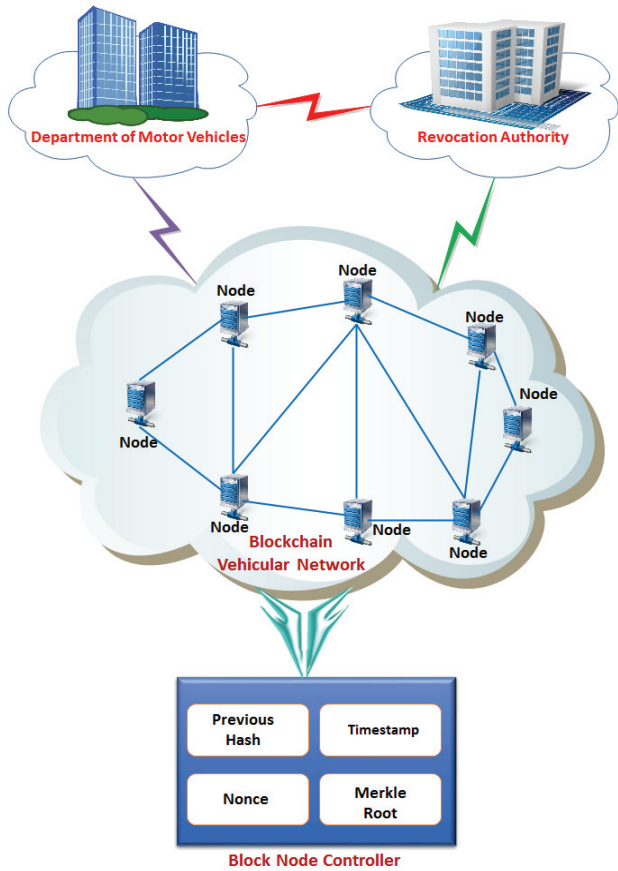 Department of Motor Vehicles
Revocation Authority
Node
Node
Node
Node
Node
Node
Node
Node
Blockchain
Vehicular Network
Previous
Hash
Timestamp
Nonce
Merkle
Root
Block Node Controller